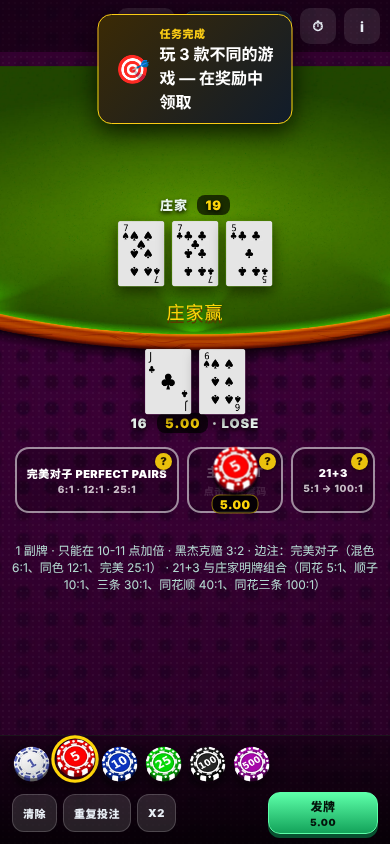 任务完成
玩 3 款不同的游
戏 — 在奖励中
领取
i
庄家 19
7 7 5
庄家赢
J 6
16 5.00 · LOSE
完美对子 PERFECT PAIRS ?
6:1 · 12:1 · 25:1
5 ?
5.00
21+3 ?
5:1 → 100:1
1 副牌 · 只能在 10-11 点加倍 · 黑杰克赔 3:2 · 边注：完美对子（混色
6:1、同色 12:1、完美 25:1） · 21+3 与庄家明牌组合（同花 5:1、顺子
10:1、三条 30:1、同花顺 40:1、同花三条 100:1）
1 5 10 25 100 500
清除 重复投注 X2
发牌
5.00